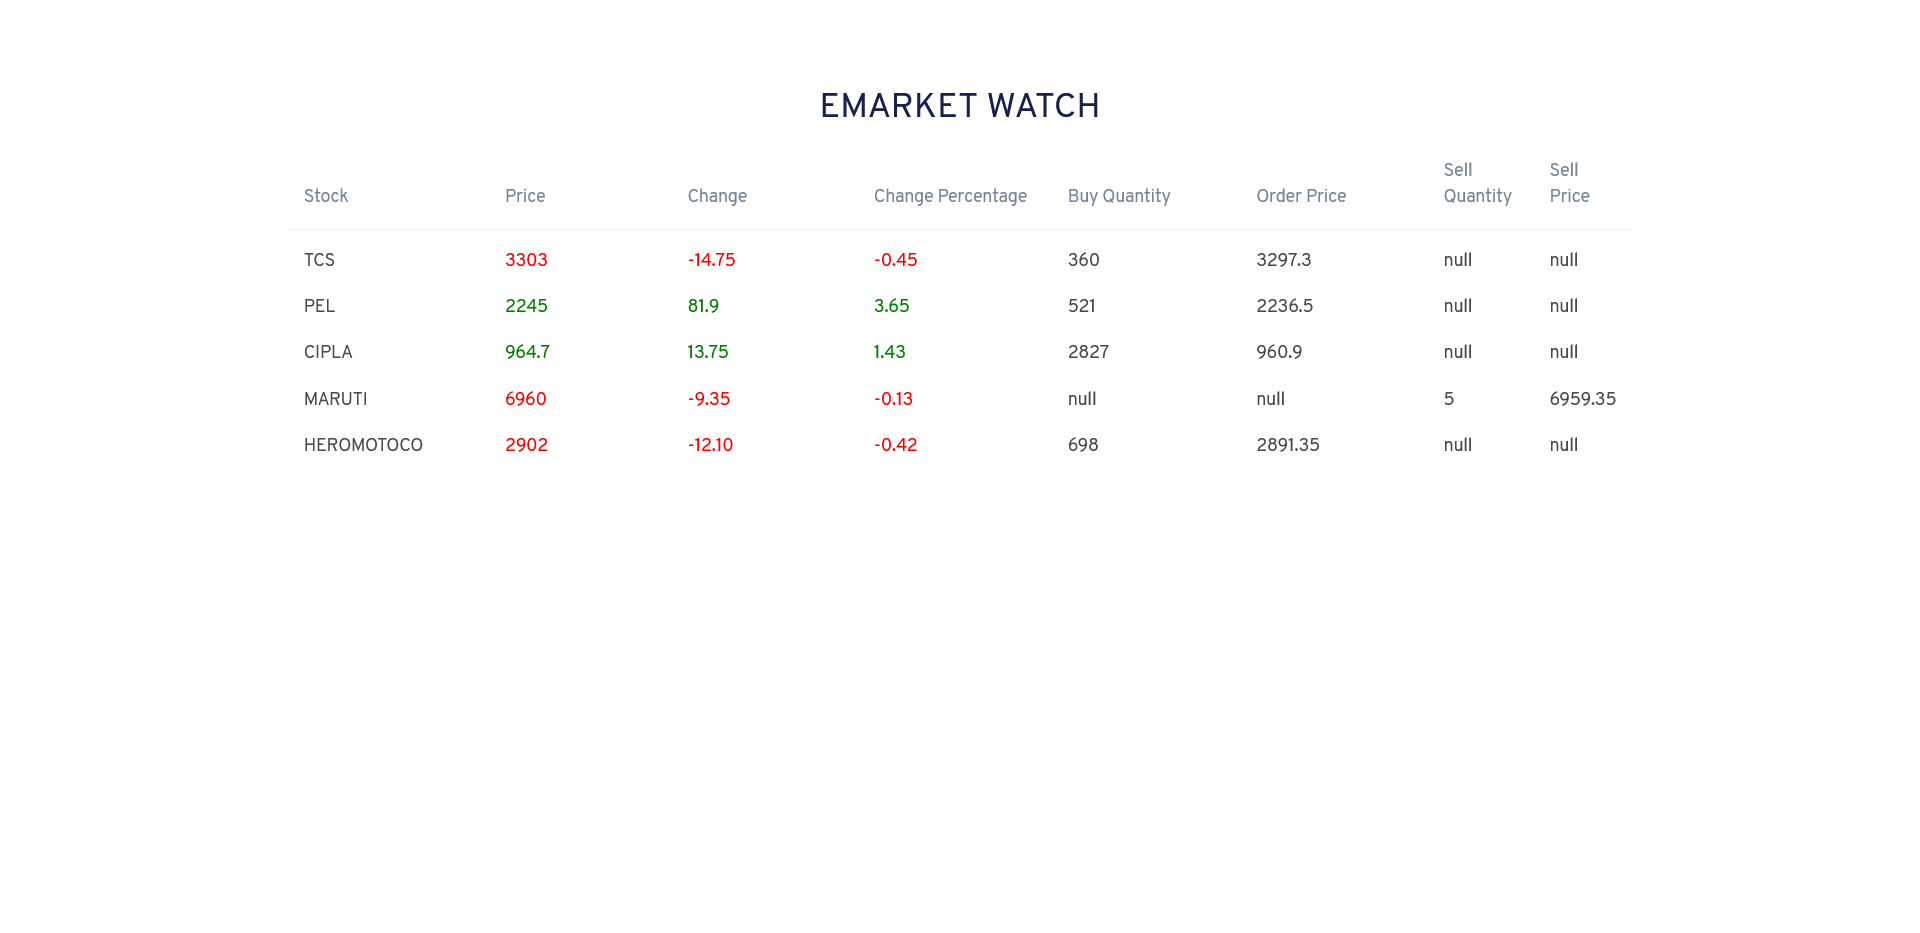 EMARKET WATCH
Stock Price Change Change Percentage Buy Quantity Order Price Sell Quantity Sell Price
TCS 3303 -14.75 -0.45 360 3297.3 null null
PEL 2245 81.9 3.65 521 2236.5 null null
CIPLA 964.7 13.75 1.43 2827 960.9 null null
MARUTI 6960 -9.35 -0.13 null null 5 6959.35
HEROMOTOCO 2902 -12.10 -0.42 698 2891.35 null null